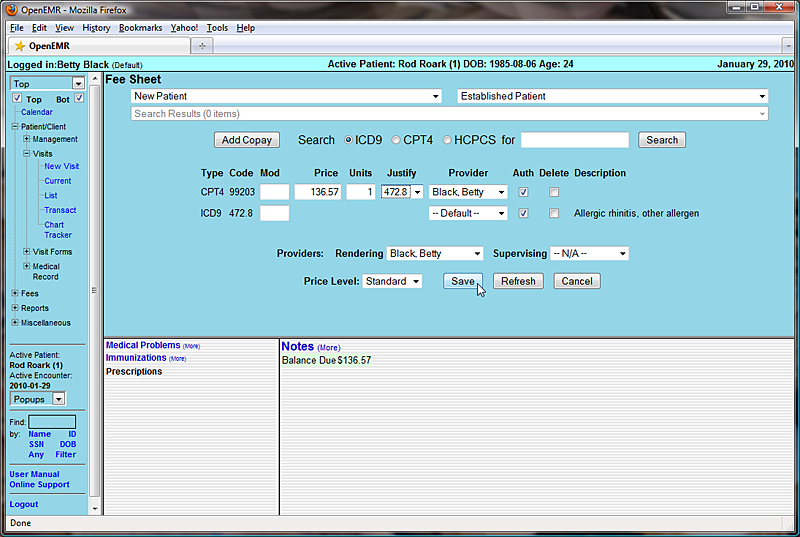 OpenEMR - Mozilla Firefox
File Edit View History Bookmarks Yahoo! Tools Help
OpenEMR
Logged in:Betty Black (Default) Active Patient: Rod Roark (1) DOB: 1985-08-06 Age: 24 January 29, 2010
Top
Top Bot
Calendar
Patient/Client
Management
Visits
New Visit
Current
List
Transact
Chart
Tracker
Visit Forms
Medical
Record
Fees
Reports
Miscellaneous
Active Patient:
Rod Roark (1)
Active Encounter:
2010-01-29
Popups
Find:
by: Name ID
SSN DOB
Any Filter
User Manual
Online Support
Logout
Fee Sheet
New Patient Established Patient
Search Results (0 items)
Add Copay Search ICD9 CPT4 HCPCS for Search
Type Code Mod Price Units Justify Provider Auth Delete Description
CPT4 99203 136.57 1 472.8 Black, Betty
ICD9 472.8 -- Default -- Allergic rhinitis, other allergen
Providers: Rendering Black, Betty Supervising -- N/A --
Price Level: Standard Save Refresh Cancel
Medical Problems (More)
Immunizations (More)
Prescriptions
Notes (More)
Balance Due $136.57
Done